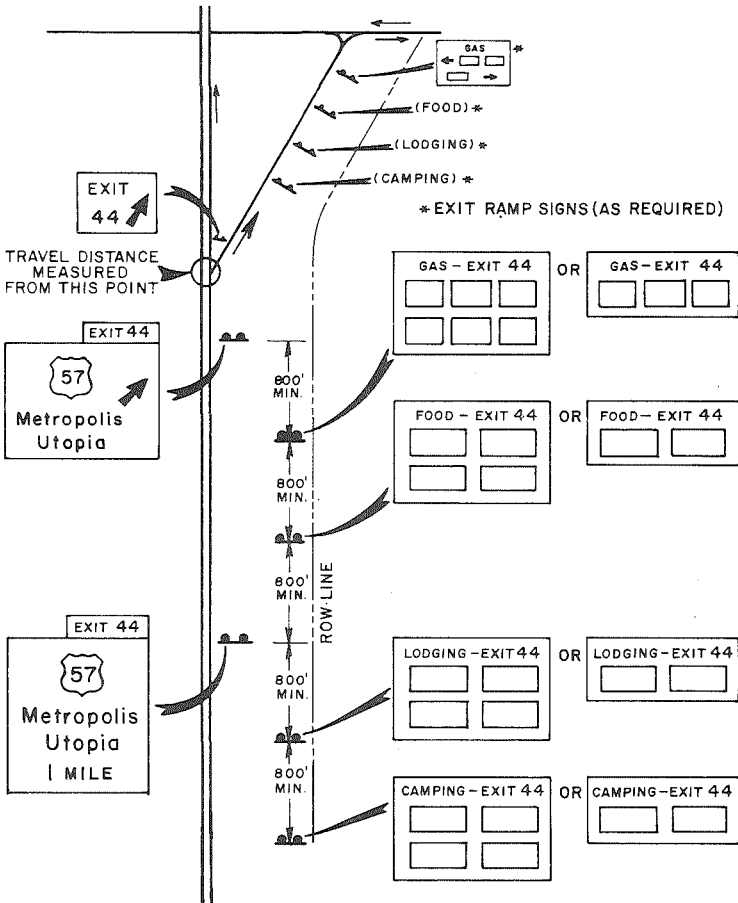 GAS *
(FOOD) *
(LODGING) *
(CAMPING) *
* EXIT RAMP SIGNS (AS REQUIRED)
EXIT
44
TRAVEL DISTANCE
MEASURED
FROM THIS POINT
EXIT 44
57
Metropolis
Utopia
800'
MIN.
GAS - EXIT 44
OR
GAS - EXIT 44
800'
MIN.
FOOD - EXIT 44
OR
FOOD - EXIT 44
800'
MIN.
ROW LINE
EXIT 44
57
Metropolis
Utopia
1 MILE
800'
MIN.
LODGING - EXIT 44
OR
LODGING - EXIT 44
800'
MIN.
CAMPING - EXIT 44
OR
CAMPING - EXIT 44